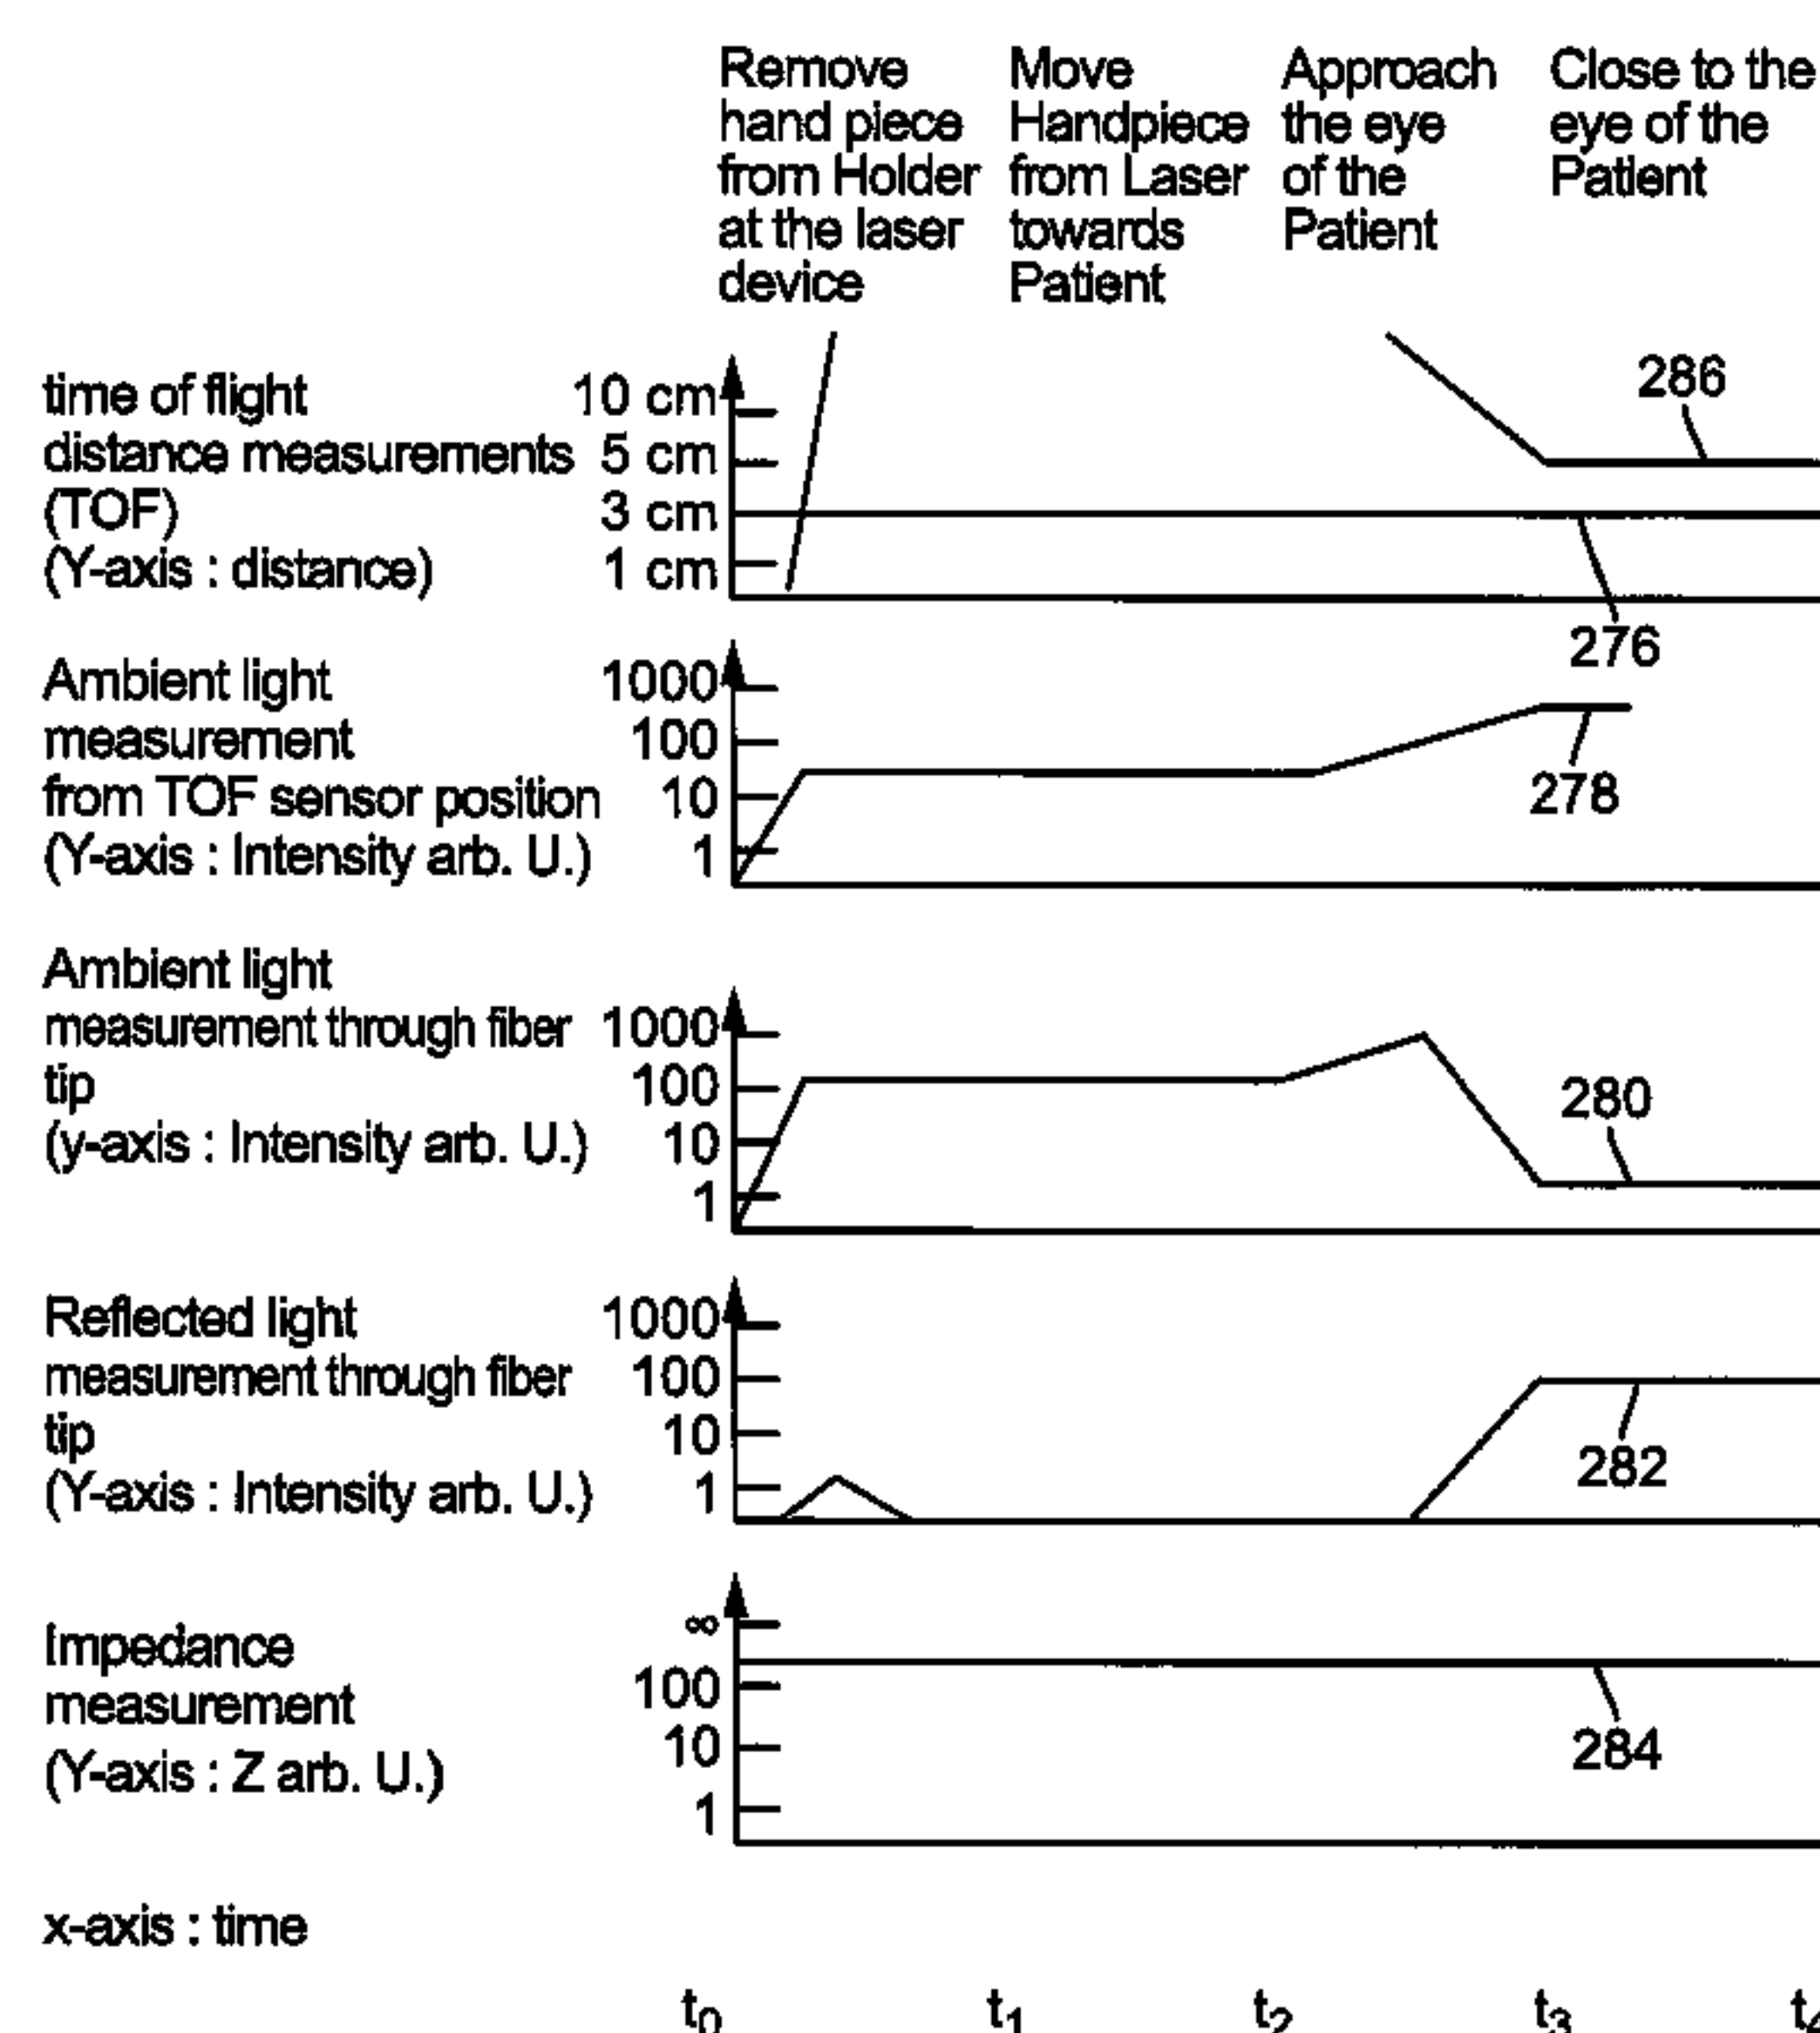 Remove
hand piece
from Holder
at the laser
device
Move
Handpiece
from Laser
towards
Patient
Approach
the eye
of the
Patient
Close to the
eye of the
Patient
time of flight
distance measurements
(TOF)
(Y-axis : distance)
10 cm
5 cm
3 cm
1 cm
286
276
Ambient light
measurement
from TOF sensor position
(Y-axis : Intensity arb. U.)
1000
100
10
1
278
Ambient light
measurement through fiber
tip
(y-axis : Intensity arb. U.)
1000
100
10
1
280
Reflected light
measurement through fiber
tip
(Y-axis : Intensity arb. U.)
1000
100
10
1
282
Impedance
measurement
(Y-axis : Z arb. U.)
∞
100
10
1
284
x-axis : time
t0 t1 t2 t3 t4